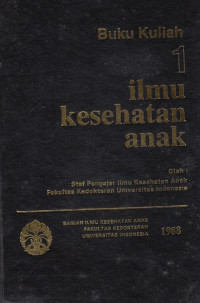 Buku Kuliah
1
ilmu
kesehatan
anak
Oleh :
Staf Pengajar Ilmu Kesehatan Anak
Fakultas Kedokteran Universitas Indonesia
BAGIAN ILMU KESEHATAN ANAK
FAKULTAS KEDOKTERAN
UNIVERSITAS INDONESIA